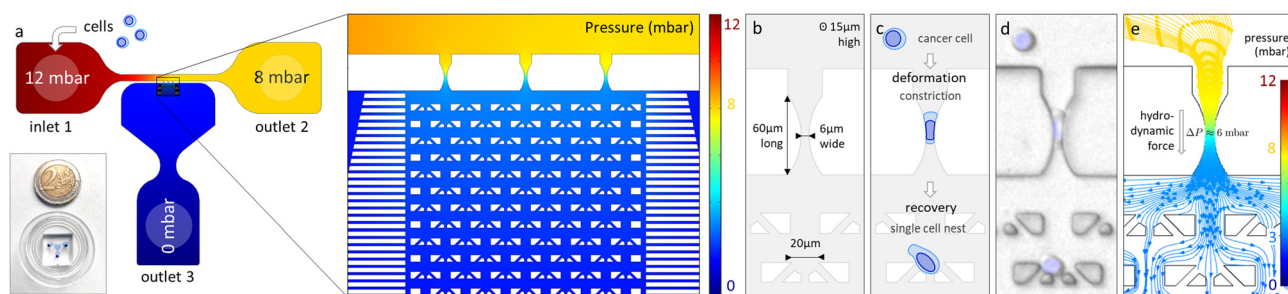 a
cells
12 mbar
8 mbar
inlet 1
outlet 2
0 mbar
outlet 3
2
Pressure (mbar)
12
8
0
b
⊙ 15µm
high
60µm
long
6µm
wide
20µm
c
cancer cell
deformation
constriction
recovery
single cell nest
d
e
pressure
(mbar)
hydro-
dynamic
force
ΔP ≈ 6 mbar
12
8
3
0